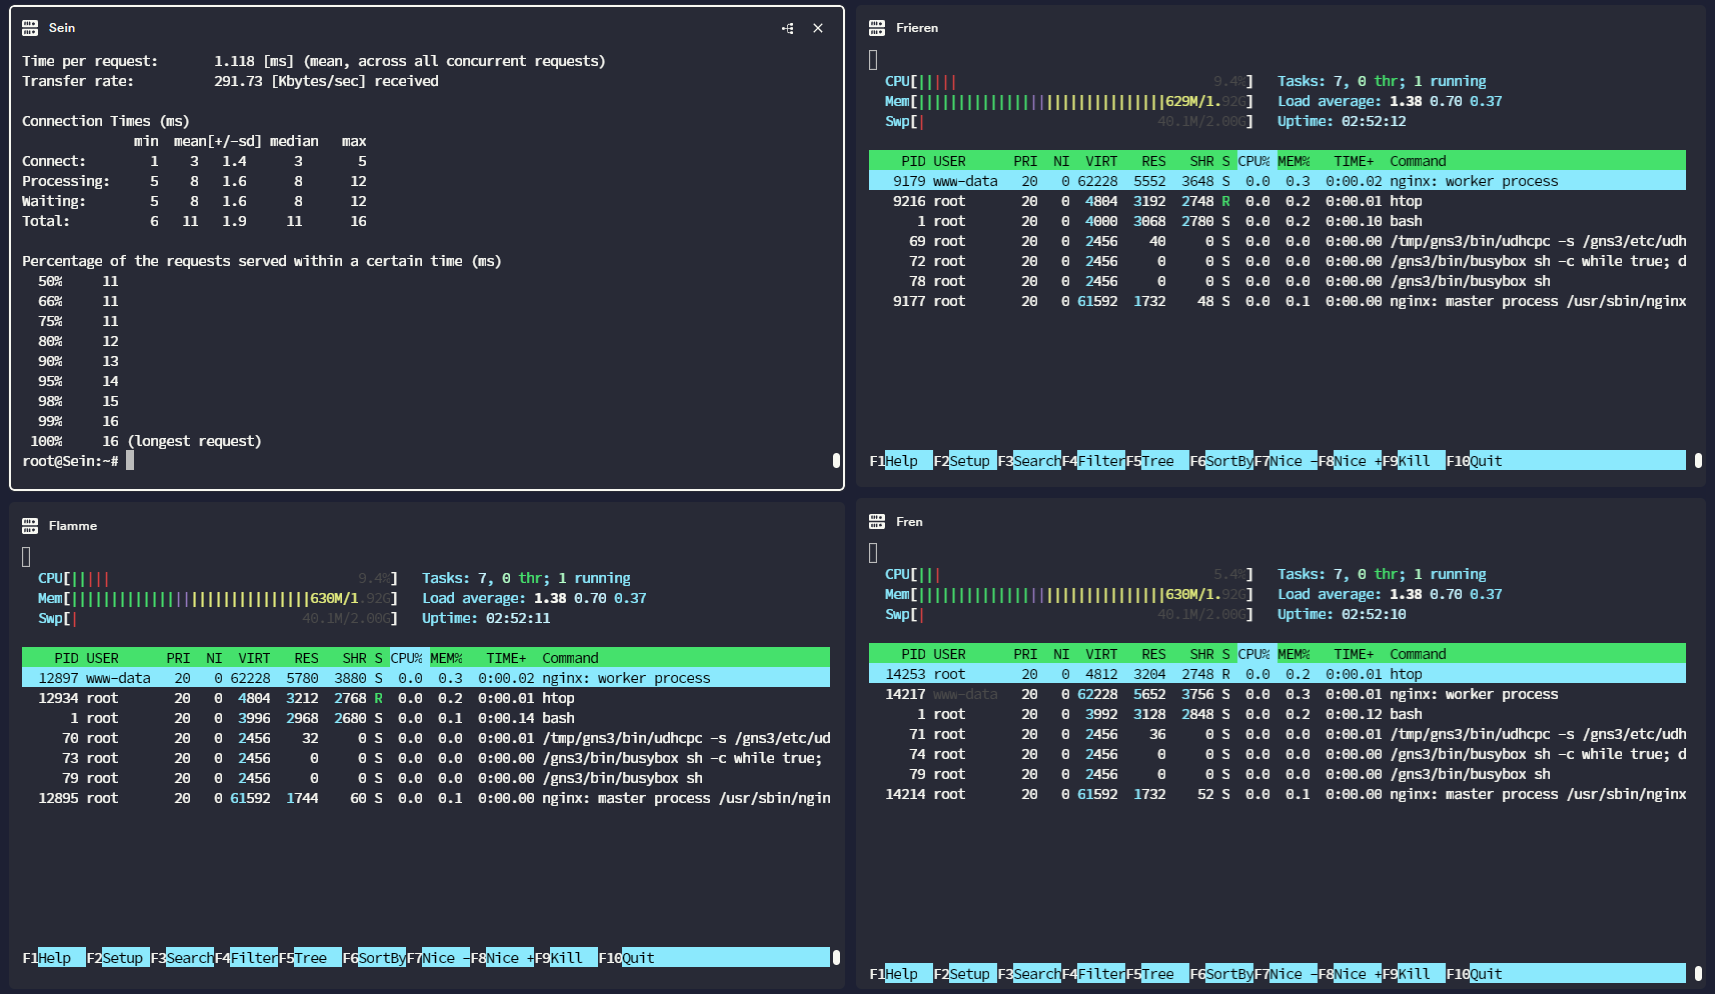 Sein
Time per request:       1.118 [ms] (mean, across all concurrent requests)
Transfer rate:          291.73 [Kbytes/sec] received
Connection Times (ms)
              min  mean[+/-sd] median   max
Connect:        1    3   1.4      3       5
Processing:     5    8   1.6      8      12
Waiting:        5    8   1.6      8      12
Total:          6   11   1.9     11      16
Percentage of the requests served within a certain time (ms)
  50%     11
  66%     11
  75%     11
  80%     12
  90%     13
  95%     14
  98%     15
  99%     16
 100%     16 (longest request)
root@Sein:~#
Frieren
CPU[|||||                9.4%]   Tasks: 7, 0 thr; 1 running
Mem[|||||||||||||||||||||||||||||||629M/1.92G]   Load average: 1.38 0.70 0.37
Swp[|                40.1M/2.00G]   Uptime: 02:52:12
  PID USER      PRI  NI  VIRT   RES   SHR S CPU% MEM%   TIME+  Command
 9179 www-data   20   0 62228  5552  3648 S  0.0  0.3  0:00.02 nginx: worker process
 9216 root       20   0  4804  3192  2748 R  0.0  0.2  0:00.01 htop
    1 root       20   0  4000  3068  2780 S  0.0  0.2  0:00.10 bash
   69 root       20   0  2456    40     0 S  0.0  0.0  0:00.00 /tmp/gns3/bin/udhcpc -s /gns3/etc/udh
   72 root       20   0  2456     0     0 S  0.0  0.0  0:00.00 /gns3/bin/busybox sh -c while true; d
   78 root       20   0  2456     0     0 S  0.0  0.0  0:00.00 /gns3/bin/busybox sh
 9177 root       20   0 61592  1732    48 S  0.0  0.1  0:00.00 nginx: master process /usr/sbin/nginx
F1Help  F2Setup F3SearchF4FilterF5Tree  F6SortByF7Nice -F8Nice +F9Kill  F10Quit
Flamme
CPU[|||||                9.4%]   Tasks: 7, 0 thr; 1 running
Mem[||||||||||||||||||||||||||||||630M/1.92G]   Load average: 1.38 0.70 0.37
Swp[|                40.1M/2.00G]   Uptime: 02:52:11
  PID USER      PRI  NI  VIRT   RES   SHR S CPU% MEM%   TIME+  Command
12897 www-data   20   0 62228  5780  3880 S  0.0  0.3  0:00.02 nginx: worker process
12934 root       20   0  4804  3212  2768 R  0.0  0.2  0:00.01 htop
    1 root       20   0  3996  2968  2680 S  0.0  0.1  0:00.14 bash
   70 root       20   0  2456    32     0 S  0.0  0.0  0:00.01 /tmp/gns3/bin/udhcpc -s /gns3/etc/ud
   73 root       20   0  2456     0     0 S  0.0  0.0  0:00.00 /gns3/bin/busybox sh -c while true;
   79 root       20   0  2456     0     0 S  0.0  0.0  0:00.00 /gns3/bin/busybox sh
12895 root       20   0 61592  1744    60 S  0.0  0.1  0:00.00 nginx: master process /usr/sbin/ngin
F1Help  F2Setup F3SearchF4FilterF5Tree  F6SortByF7Nice -F8Nice +F9Kill  F10Quit
Fren
CPU[|||                5.4%]   Tasks: 7, 0 thr; 1 running
Mem[|||||||||||||||||||||||||||||||630M/1.92G]   Load average: 1.38 0.70 0.37
Swp[|                40.1M/2.00G]   Uptime: 02:52:10
  PID USER      PRI  NI  VIRT   RES   SHR S CPU% MEM%   TIME+  Command
14253 root       20   0  4812  3204  2748 R  0.0  0.2  0:00.01 htop
14217 www-data   20   0 62228  5652  3756 S  0.0  0.3  0:00.01 nginx: worker process
    1 root       20   0  3992  3128  2848 S  0.0  0.2  0:00.12 bash
   71 root       20   0  2456    36     0 S  0.0  0.0  0:00.01 /tmp/gns3/bin/udhcpc -s /gns3/etc/udh
   74 root       20   0  2456     0     0 S  0.0  0.0  0:00.00 /gns3/bin/busybox sh -c while true; d
   79 root       20   0  2456     0     0 S  0.0  0.0  0:00.00 /gns3/bin/busybox sh
14214 root       20   0 61592  1732    52 S  0.0  0.1  0:00.00 nginx: master process /usr/sbin/nginx
F1Help  F2Setup F3SearchF4FilterF5Tree  F6SortByF7Nice -F8Nice +F9Kill  F10Quit